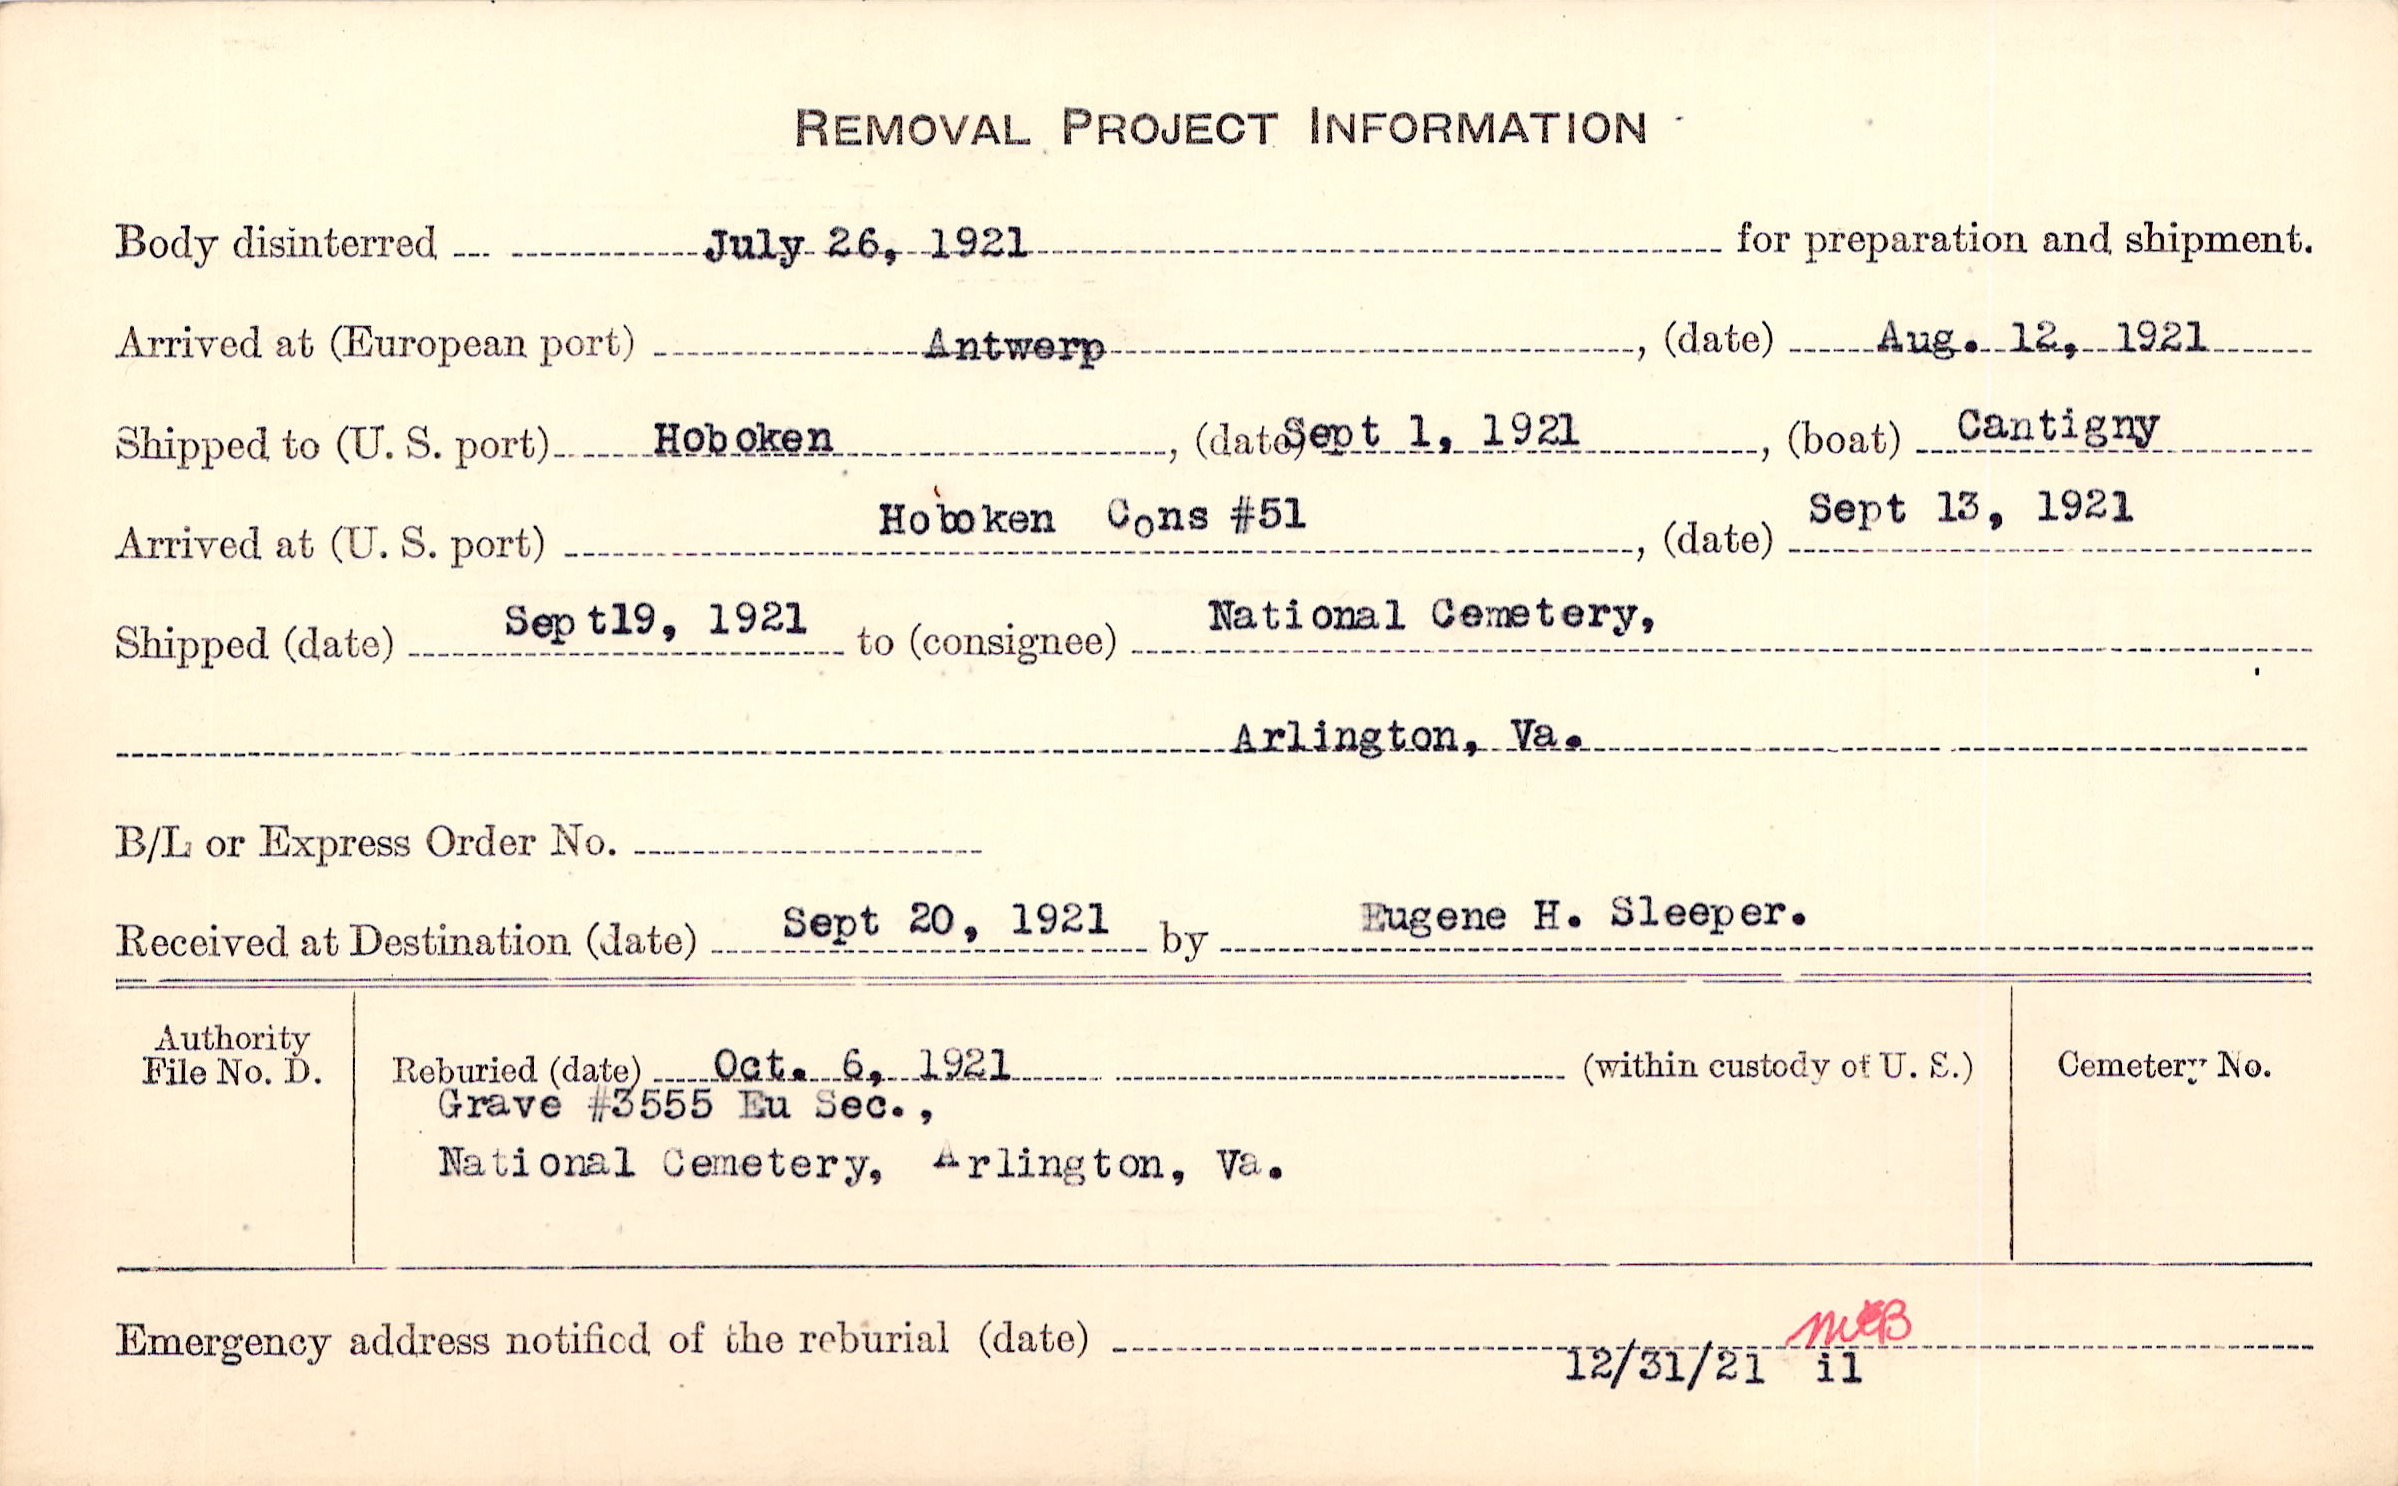 REMOVAL PROJECT INFORMATION
Body disinterred July 26, 1921 for preparation and shipment.
Arrived at (European port) Antwerp, (date) Aug. 12, 1921
Shipped to (U. S. port) Hoboken, (date) Sept 1, 1921, (boat) Cantigny
Arrived at (U. S. port) Hoboken Cons #51, (date) Sept 13, 1921
Shipped (date) Sept19, 1921 to (consignee) National Cemetery,
Arlington, Va.
B/L or Express Order No.
Received at Destination (date) Sept 20, 1921 by Eugene H. Sleeper.
Authority
File No. D.
Reburied (date) Oct. 6, 1921 (within custody of U. S.)
Cemetery No.
Grave #3555 Eu Sec.,
National Cemetery, Arlington, Va.
Emergency address notified of the reburial (date)
12/31/21 il